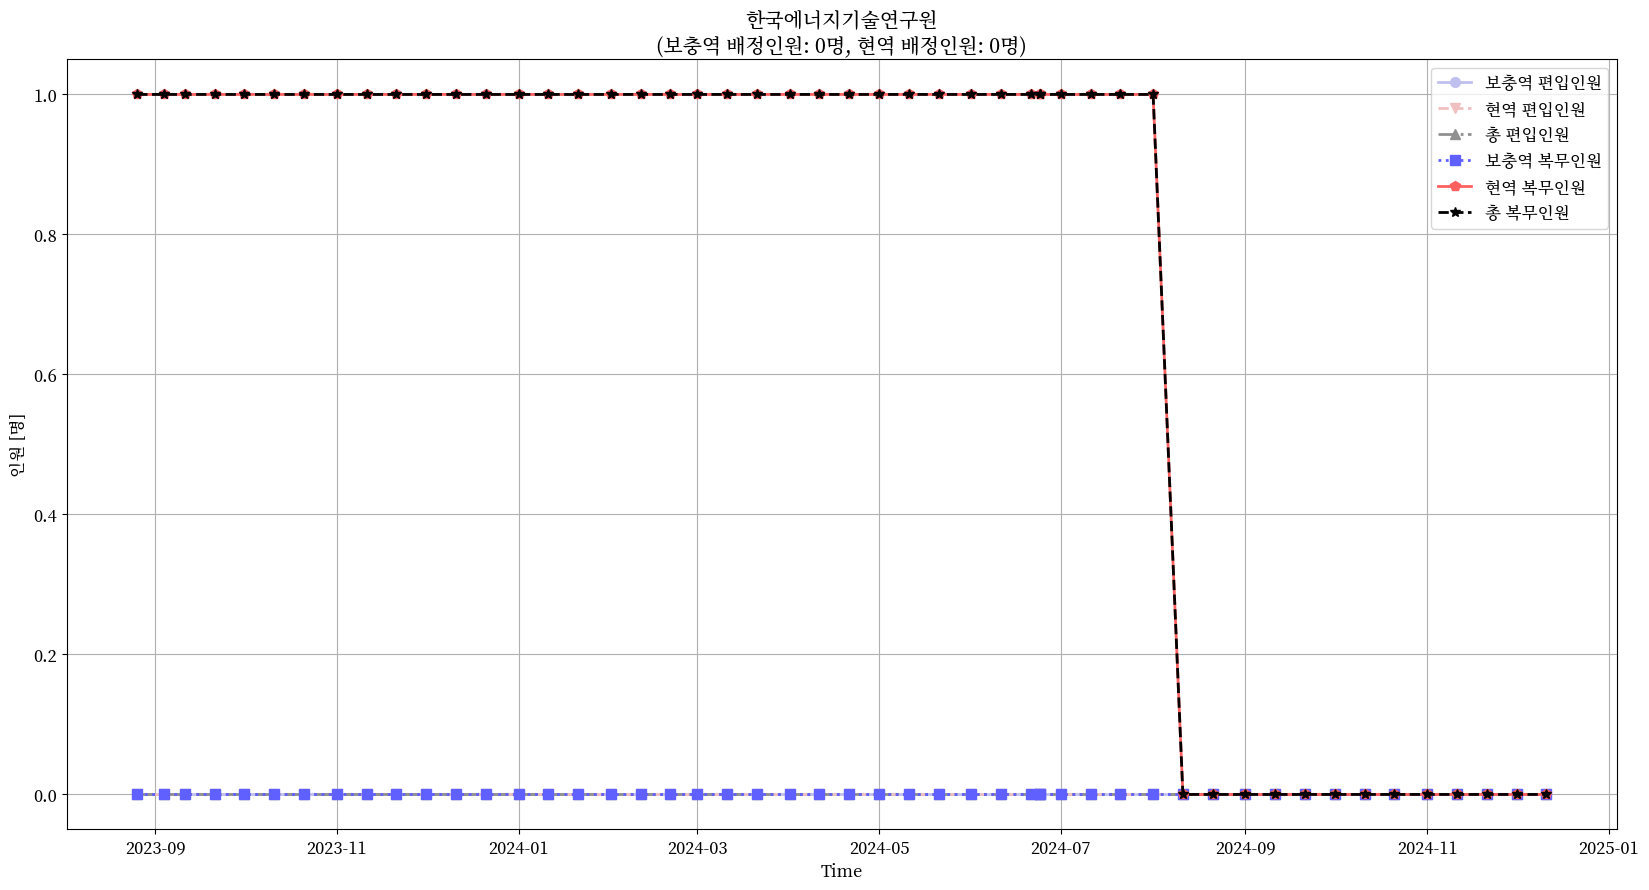 한국에너지기술연구원
(보충역 배정인원: 0명, 현역 배정인원: 0명)
보충역 편입인원
현역 편입인원
총 편입인원
보충역 복무인원
현역 복무인원
총 복무인원
인원 [명]
1.0
0.8
0.6
0.4
0.2
0.0
2023-09
2023-11
2024-01
2024-03
2024-05
2024-07
2024-09
2024-11
2025-01
Time